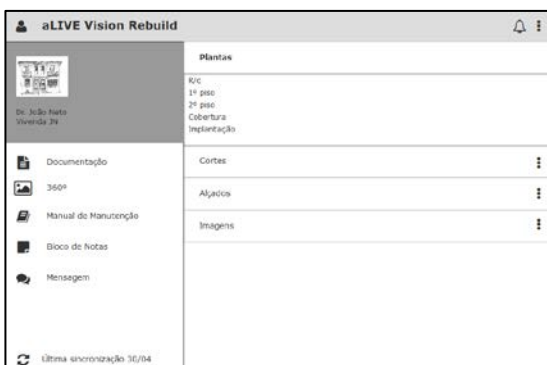 aLIVE Vision Rebuild
Dr. João Neto
Vivenda JN
Documentação
360º
Manual de Manutenção
Bloco de Notas
Mensagem
Última sincronização 30/04
Plantas
R/c
1º piso
2º piso
Cobertura
Implantação
Cortes
Alçados
Imagens